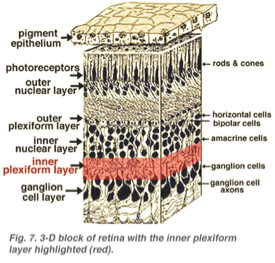 pigment
epithelium
photoreceptors
outer
nuclear layer
outer
plexiform layer
inner
nuclear layer
inner
plexiform layer
ganglion
cell layer
rods & cones
horizontal cells
bipolar cells
amacrine cells
ganglion cells
ganglion cell
axons
Fig. 7. 3-D block of retina with the inner plexiform
layer highlighted (red).